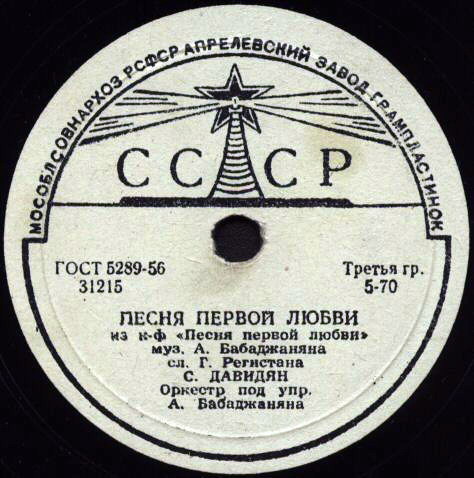 МОСОБЛСОВНАРХОЗ РСФСР АПРЕЛЕВСКИЙ ЗАВОД ГРАМПЛАСТИНОК
СССР
ГОСТ 5289-56
31215
Третья гр.
5-70
ПЕСНЯ ПЕРВОЙ ЛЮБВИ
из к-ф «Песня первой любви»
муз. А. Бабаджаняна
сл. Г. Регистана
С. ДАВИДЯН
Оркестр под упр.
А. Бабаджаняна